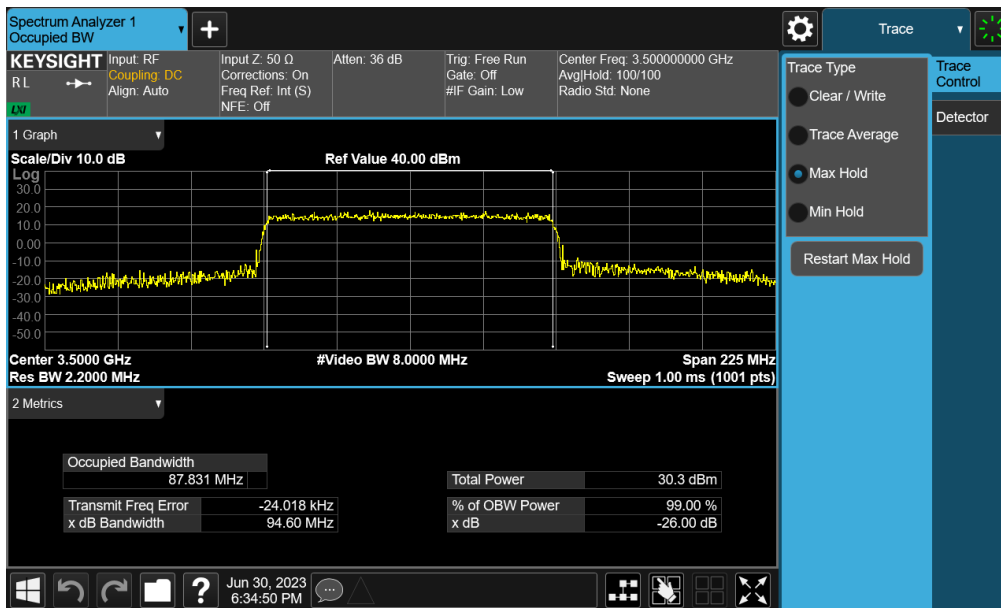 Spectrum Analyzer 1
Occupied BW
Trace
KEYSIGHT
R L
LXI
Input: RF
Coupling: DC
Align: Auto
Input Z: 50 Ω
Corrections: On
Freq Ref: Int (S)
NFE: Off
Atten: 36 dB
Trig: Free Run
Gate: Off
#IF Gain: Low
Center Freq: 3.500000000 GHz
Avg|Hold: 100/100
Radio Std: None
1 Graph
Scale/Div 10.0 dB
Ref Value 40.00 dBm
Log
30.0
20.0
10.0
0.00
-10.0
-20.0
-30.0
-40.0
-50.0
Center 3.5000 GHz
#Video BW 8.0000 MHz
Span 225 MHz
Res BW 2.2000 MHz
Sweep 1.00 ms (1001 pts)
2 Metrics
Occupied Bandwidth
87.831 MHz
Total Power 30.3 dBm
Transmit Freq Error -24.018 kHz
% of OBW Power 99.00 %
x dB Bandwidth 94.60 MHz
x dB -26.00 dB
Trace Type
Clear / Write
Trace Average
Max Hold
Min Hold
Restart Max Hold
Trace
Control
Detector
?
Jun 30, 2023
6:34:50 PM